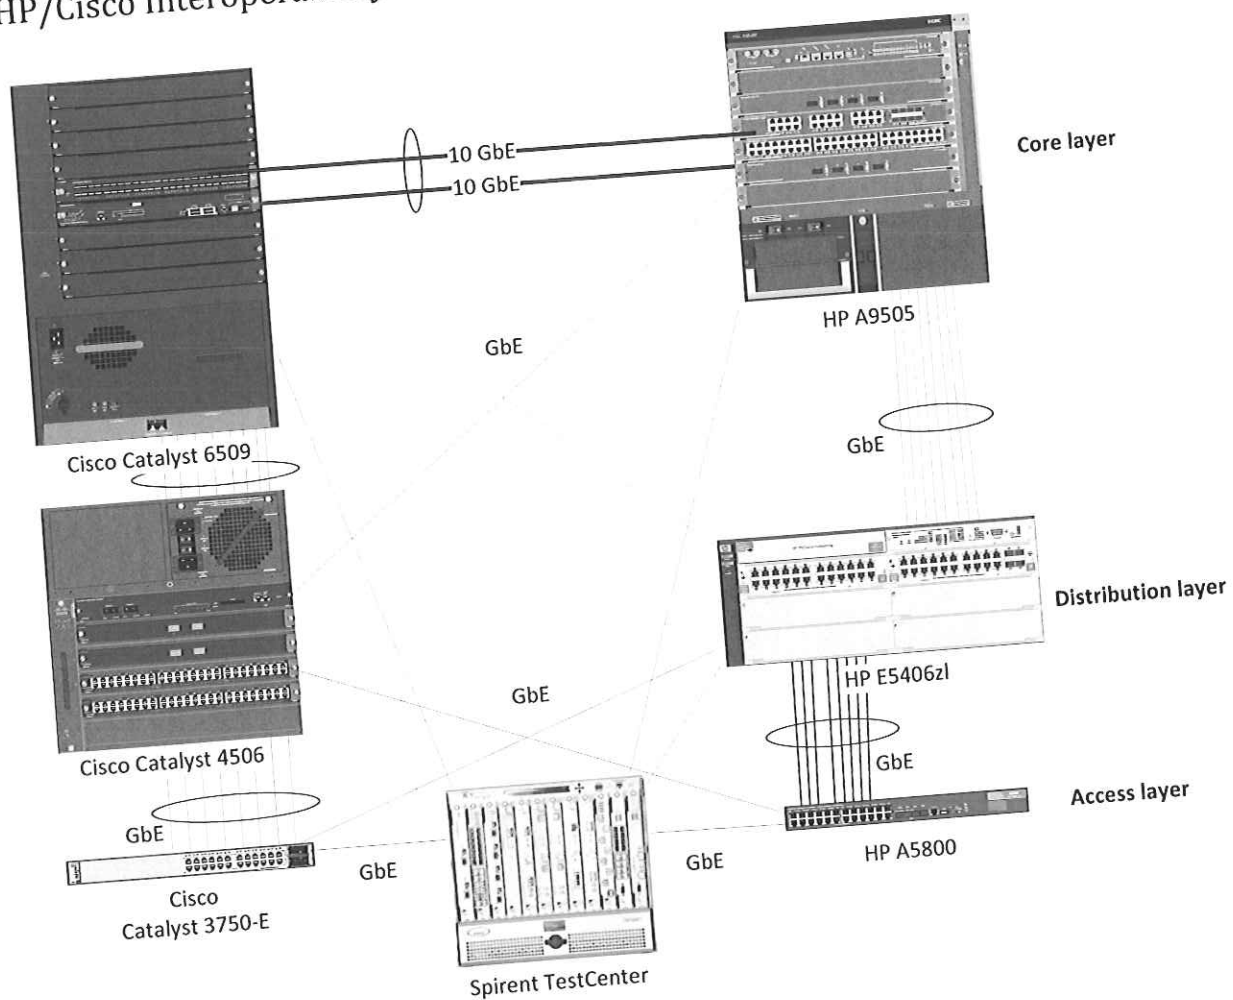 HP/Cisco
10 GbE
10 GbE
Core layer
HP A9505
GbE
GbE
Cisco Catalyst 6509
Distribution layer
HP E5406zl
GbE
GbE
Cisco Catalyst 4506
Access layer
GbE
HP A5800
GbE
GbE
Cisco
Catalyst 3750-E
Spirent TestCenter